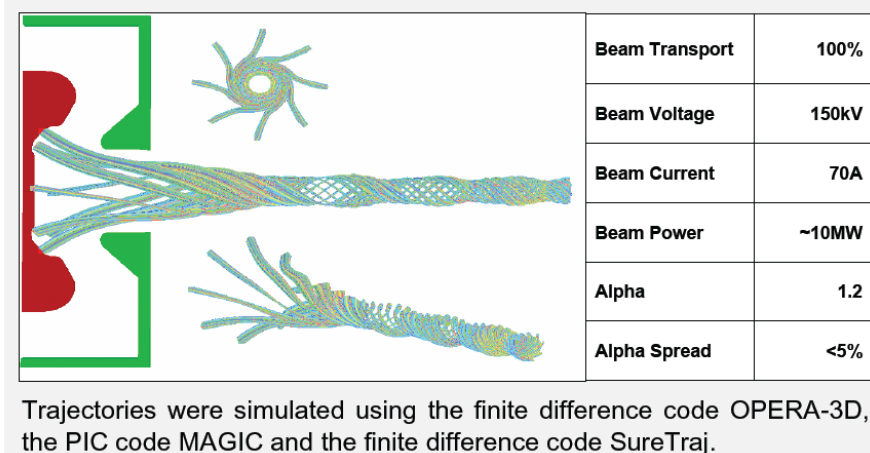 Beam Transport 100%
Beam Voltage 150kV
Beam Current 70A
Beam Power ~10MW
Alpha 1.2
Alpha Spread <5%
Trajectories were simulated using the finite difference code OPERA-3D,
the PIC code MAGIC and the finite difference code SureTraj.